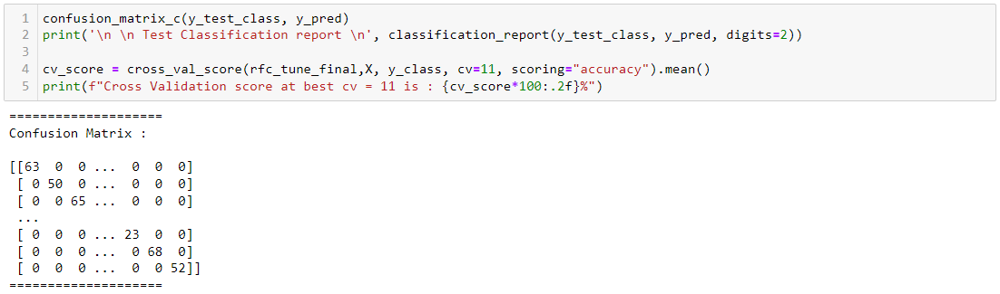 1 confusion_matrix_c(y_test_class, y_pred)
2 print('\n \n Test Classification report \n', classification_report(y_test_class, y_pred, digits=2))
3
4 cv_score = cross_val_score(rfc_tune_final,X, y_class, cv=11, scoring="accuracy").mean()
5 print(f"Cross Validation score at best cv = 11 is : {cv_score*100:.2f}%")
====================
Confusion Matrix :
[[63  0  0 ...  0  0  0]
 [ 0 50  0 ...  0  0  0]
 [ 0  0 65 ...  0  0  0]
 ...
 [ 0  0  0 ... 23  0  0]
 [ 0  0  0 ...  0 68  0]
 [ 0  0  0 ...  0  0 52]]
====================